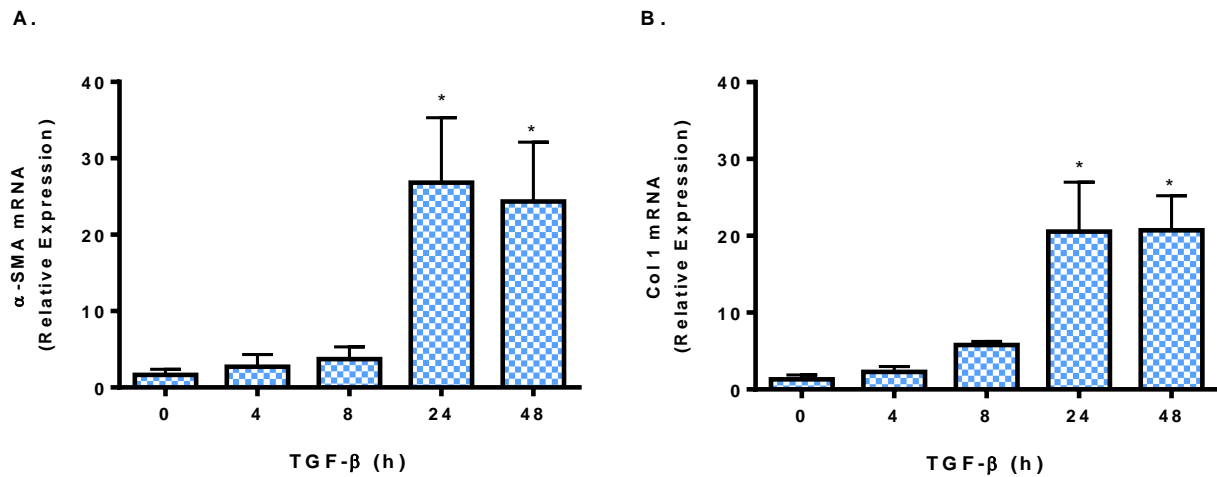 A.
α-SMA mRNA
(Relative Expression)
40
30
20
10
0
*
*
0 4 8 24 48
TGF-β (h)
B.
Col 1 mRNA
(Relative Expression)
40
30
20
10
0
*
*
0 4 8 24 48
TGF-β (h)